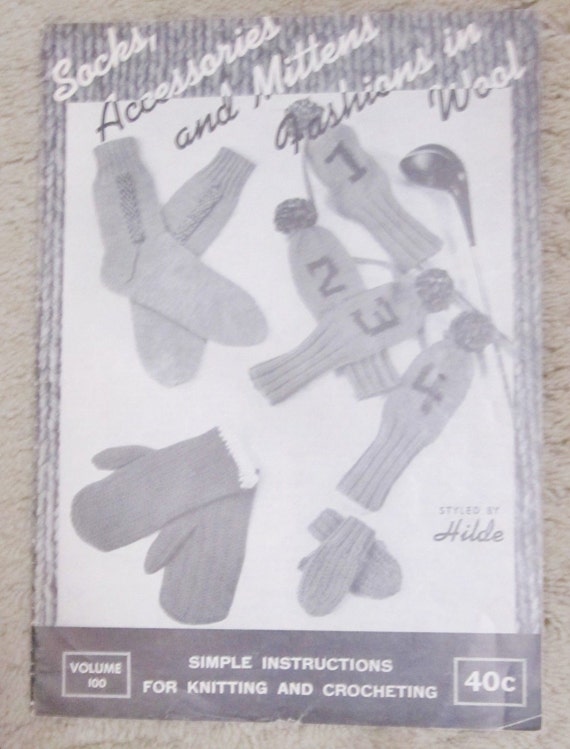 Socks,
Accessories
and Mittens
Fashions in
Wool
1
2
3
4
STYLED BY
Hilde
VOLUME
100
SIMPLE INSTRUCTIONS
FOR KNITTING AND CROCHETING
40c